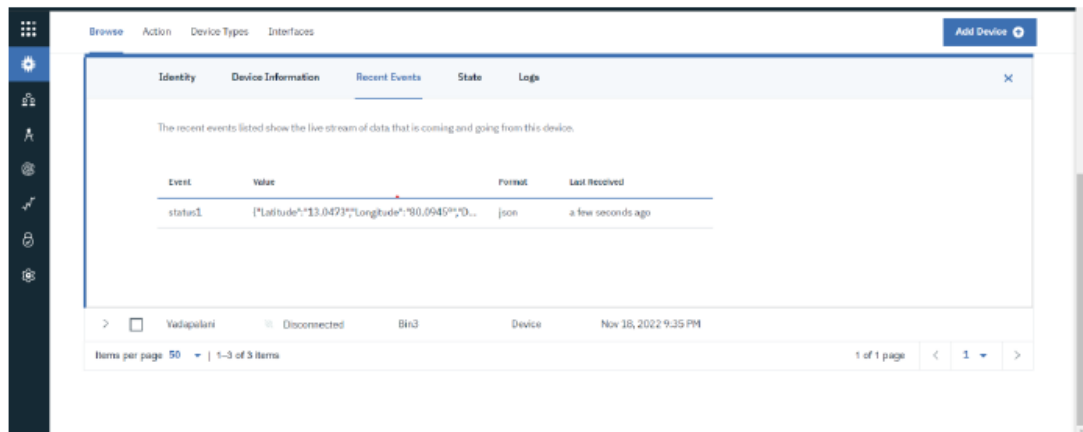 Browse Action Device Types Interfaces Add Device
Identity Device Information Recent Events State Logs
The recent events listed show the live stream of data that is coming and going from this device.
Event Value Format Last Received
status1 {"Latitude":"13.0473","Longitude":"80.0945"","D... json a few seconds ago
Vadapalani Disconnected Bin3 Device Nov 18, 2022 9:35 PM
Items per page 50 | 1–3 of 3 items 1 of 1 page 1